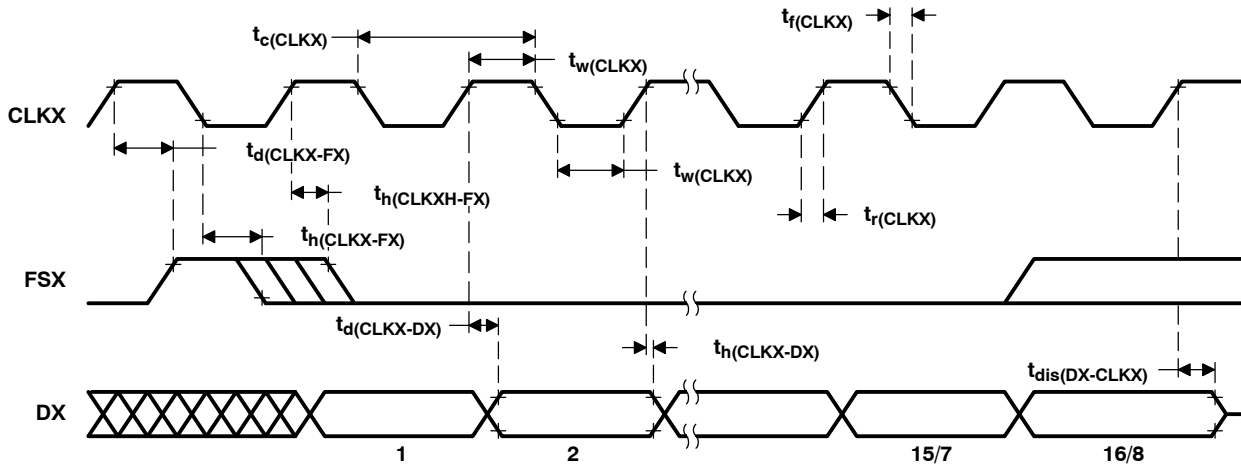 tf(CLKX)
tc(CLKX)
tw(CLKX)
CLKX
td(CLKX-FX)
tw(CLKX)
th(CLKXH-FX)
tr(CLKX)
th(CLKX-FX)
FSX
td(CLKX-DX)
th(CLKX-DX)
tdis(DX-CLKX)
DX
1 2 15/7 16/8